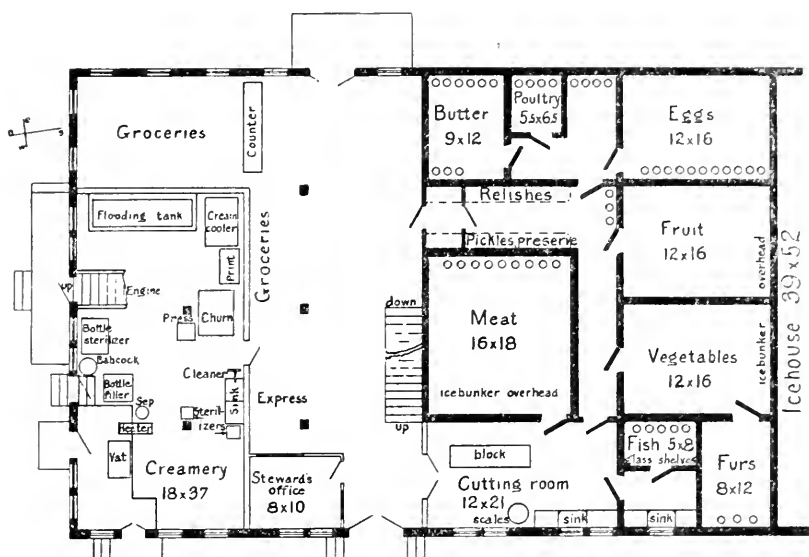 Groceries
Counter
Butter
9x12
Poultry
5.5x6.5
Eggs
12x16
Flooding tank
Cream
cooler
Print
Groceries
Relishes
Pickles preserve
Fruit
12x16
overhead
Icehouse 39x52
up
Engine
Press
Churn
down
Meat
16x18
Icebunker overhead
Vegetables
12x16
icebunker
Bottle
sterilizer
Babcock
Bottle
filler
Sep
Heater
Vat
Cleaner
Sink
Steril-
izers
Express
up
Creamery
18x37
Steward's
office
8x10
block
Cutting room
12x21
scales
sink
sink
Fish 5x8
Glass shelves
Furs
8x12